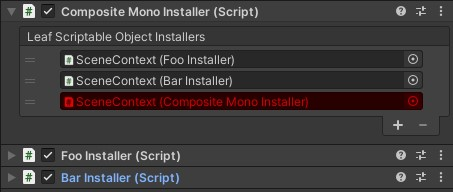 Composite Mono Installer (Script)
Leaf Scriptable Object Installers
SceneContext (Foo Installer)
SceneContext (Bar Installer)
SceneContext (Composite Mono Installer)
Foo Installer (Script)
Bar Installer (Script)